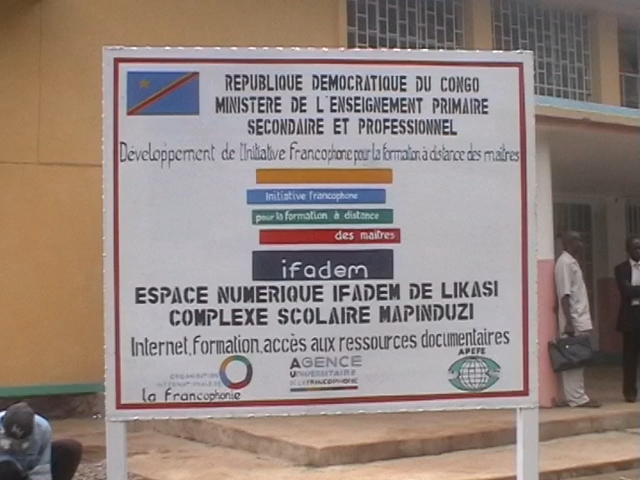 REPUBLIQUE DEMOCRATIQUE DU CONGO
MINISTERE DE L'ENSEIGNEMENT PRIMAIRE
SECONDAIRE ET PROFESSIONNEL
Développement de l'Initiative francophone pour la formation à distance des maîtres
Initiative francophone
pour la formation à distance
des maîtres
ifadem
ESPACE NUMERIQUE IFADEM DE LIKASI
COMPLEXE SCOLAIRE MAPINDUZI
Internet, formation, accès aux ressources documentaires
ORGANISATION
INTERNATIONALE DE
la francophonie
AGENCE
UNIVERSITAIRE
DE LA FRANCOPHONIE
APEFE